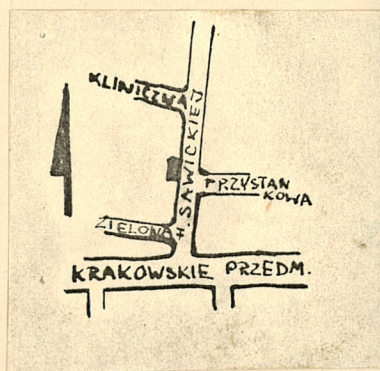 KLINICZNA
H. SAWICKIEJ
PRZYSTAN
KOWA
ZIELONA
KRAKOWSKIE PRZEDM.